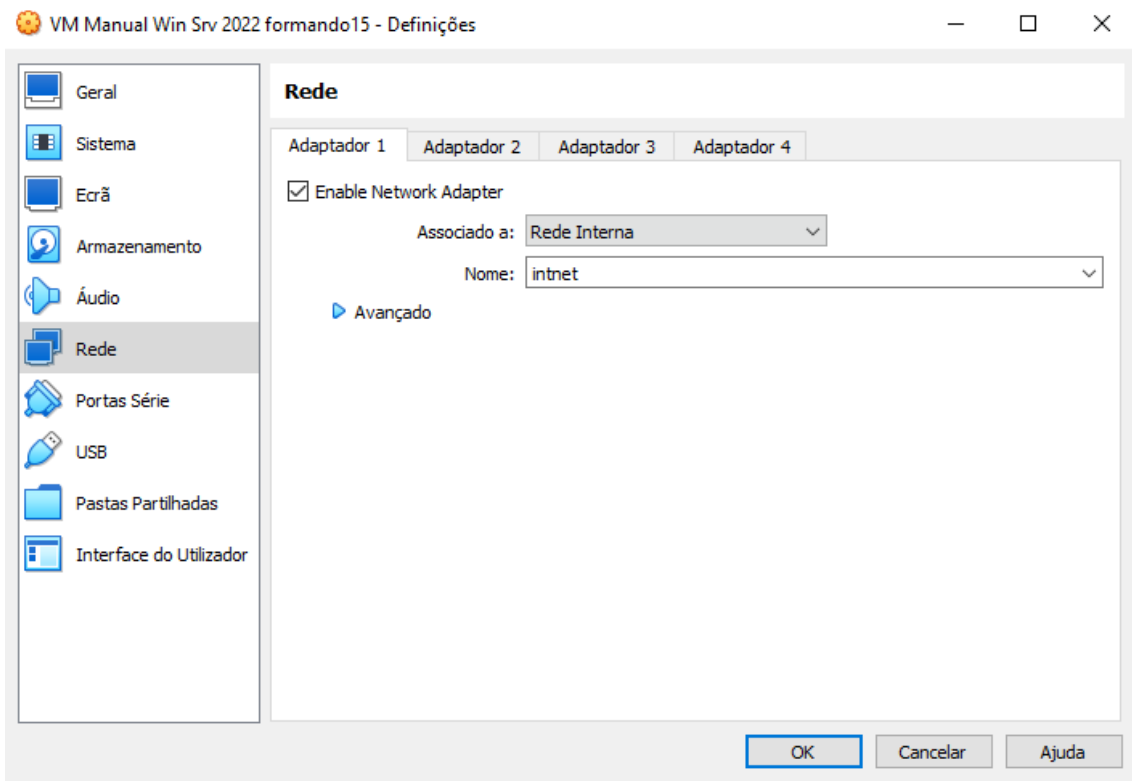 VM Manual Win Srv 2022 formando15 - Definições
Geral
Sistema
Ecrã
Armazenamento
Áudio
Rede
Portas Série
USB
Pastas Partilhadas
Interface do Utilizador
Rede
Adaptador 1 Adaptador 2 Adaptador 3 Adaptador 4
Enable Network Adapter
Associado a: Rede Interna
Nome: intnet
Avançado
OK Cancelar Ajuda